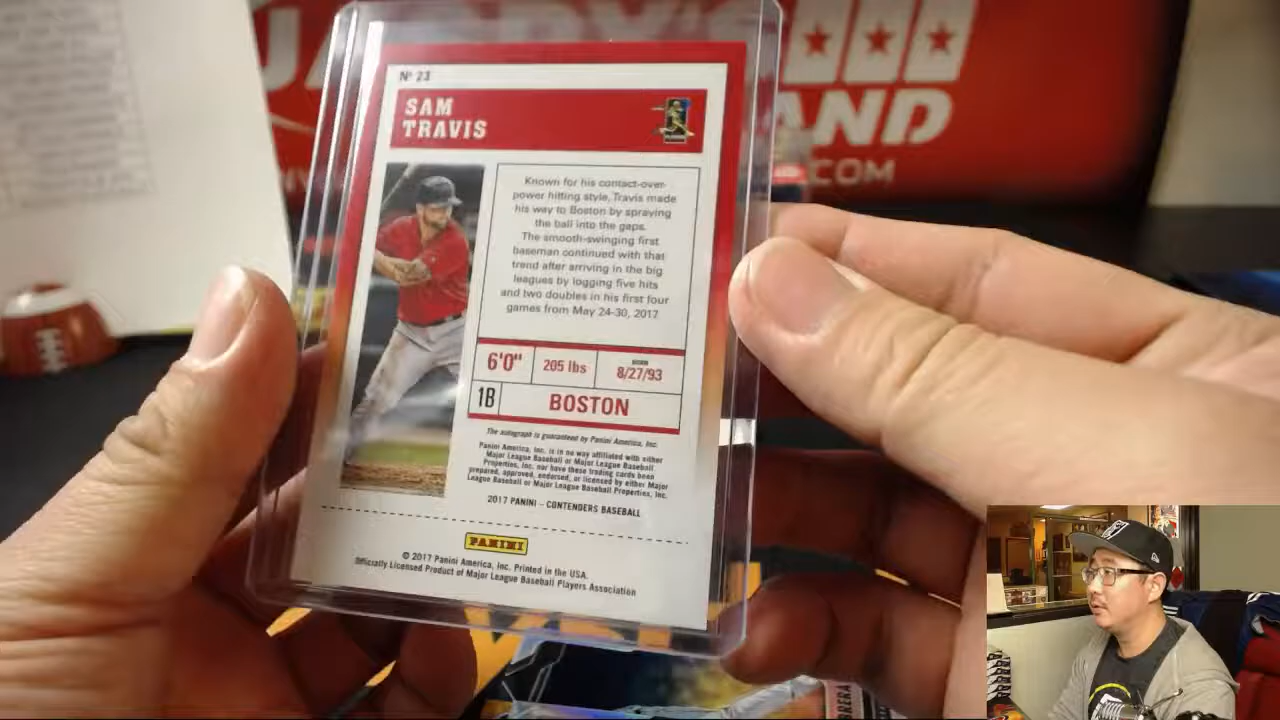 AND
COM
Nº 23
SAM
TRAVIS
Known for his contact-over-
power hitting style, Travis made
his way to Boston by spraying
the ball into the gaps.
The smooth-swinging first
baseman continued with that
trend after arriving in the big
leagues by logging five hits
and two doubles in his first four
games from May 24-30, 2017
6'0" 205 lbs BORN 8/27/93
1B BOSTON
The autograph is guaranteed by Panini America, Inc.
Panini America, Inc. is in no way affiliated with either
Major League Baseball or Major League Baseball
Properties, Inc. nor have these trading cards been
prepared, approved, endorsed, or licensed by either Major
League Baseball or Major League Baseball Properties, Inc.
2017 PANINI – CONTENDERS BASEBALL
PANINI
© 2017 Panini America, Inc. Printed in the USA.
Officially Licensed Product of Major League Baseball Players Association